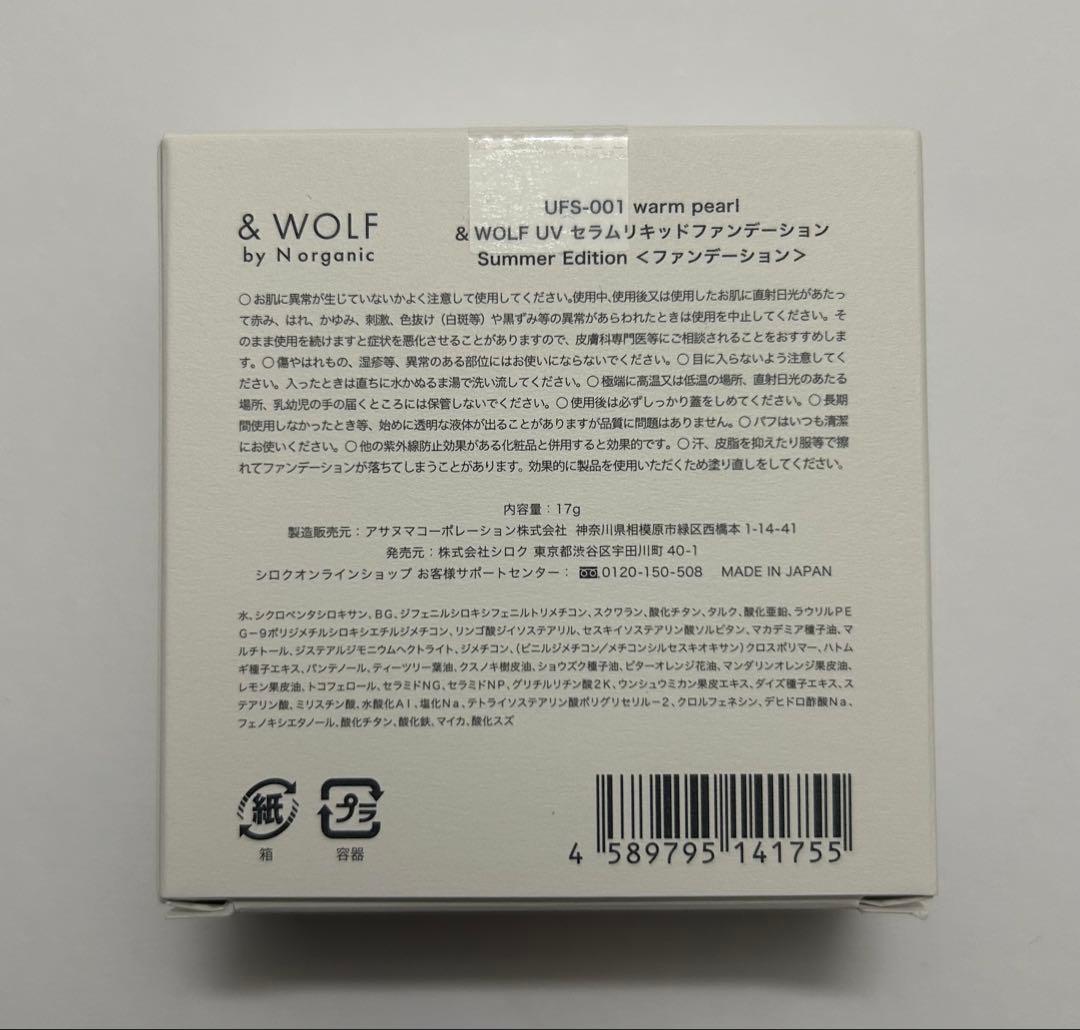 & WOLF
by N organic
UFS-001 warm pearl
& WOLF UV セラムリキッドファンデーション
Summer Edition <ファンデーション>
○お肌に異常が生じていないかよく注意して使用してください。使用中、使用後又は使用したお肌に直射日光があたっ
て赤み、はれ、かゆみ、刺激、色抜け（白斑等）や黒ずみ等の異常があらわれたときは使用を中止してください。そ
のまま使用を続けますと症状を悪化させることがありますので、皮膚科専門医等にご相談されることをおすすめしま
す。○傷やはれもの、湿疹等、異常のある部位にはお使いにならないでください。○目に入らないよう注意してく
ださい。入ったときは直ちに水かぬるま湯で洗い流してください。○極端に高温又は低温の場所、直射日光のあたる
場所、乳幼児の手の届くところには保管しないでください。○使用後は必ずしっかり蓋をしめてください。○長期
間使用しなかったとき等、始めに透明な液体が出ることがありますが品質に問題はありません。○パフはいつも清潔
にお使いください。○他の紫外線防止効果がある化粧品と併用すると効果的です。○汗、皮脂を抑えたり服等で擦
れてファンデーションが落ちてしまうことがあります。効果的に製品を使用いただくため塗り直しをしてください。
内容量：17g
製造販売元：アサヌマコーポレーション株式会社 神奈川県相模原市緑区西橋本 1-14-41
発売元：株式会社シロク 東京都渋谷区宇田川町 40-1
シロクオンラインショップ お客様サポートセンター：0120-150-508 MADE IN JAPAN
水、シクロペンタシロキサン、BG、ジフェニルシロキシフェニルトリメチコン、スクワラン、酸化チタン、タルク、酸化亜鉛、ラウリルPE
G-9ポリジメチルシロキシエチルジメチコン、リンゴ酸ジイソステアリル、セスキイソステアリン酸ソルビタン、マカデミア種子油、マ
ルチトール、ジステアルジモニウムヘクトライト、ジメチコン、(ビニルジメチコン/メチコンシルセスキオキサン)クロスポリマー、ハトム
ギ種子エキス、パンテノール、ティーツリー葉油、クスノキ樹皮油、ショウズク種子油、ビターオレンジ花油、マンダリンオレンジ果皮油、
レモン果皮油、トコフェロール、セラミドNG、セラミドNP、グリチルリチン酸2K、ウンシュウミカン果皮エキス、ダイズ種子エキス、ス
テアリン酸、ミリスチン酸、水酸化Al、塩化Na、テトライソステアリン酸ポリグリセリル-2、クロルフェネシン、デヒドロ酢酸Na、
フェノキシエタノール、酸化チタン、酸化鉄、マイカ、酸化スズ
紙
箱
プラ
容器
4 589795 141755